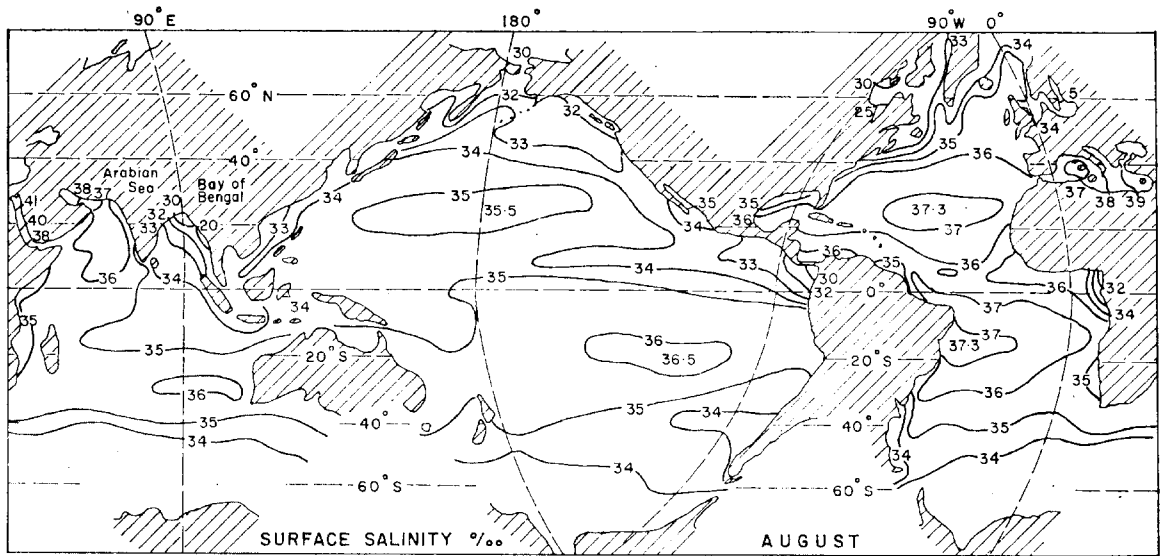 90°E 180° 90°W 0°
30 33 34
60°N 32 32 30 5
25 34
40° 34 33 35 36
38 37 Arabian Sea Bay of Bengal 35 37
41 30 34 35.5 35 35 37.3 38 39
40 32 20° 33 34 36 37
38 33
36 34 35 34 33 36 35 36 36 32
30
34 32 0° 37 34
35 36 37
35 20°S 36.5 20°S 37.3
36 36 35
35 35 34 35
34 40° 40°
34 34 34
60°S 60°S
SURFACE SALINITY ‰ AUGUST